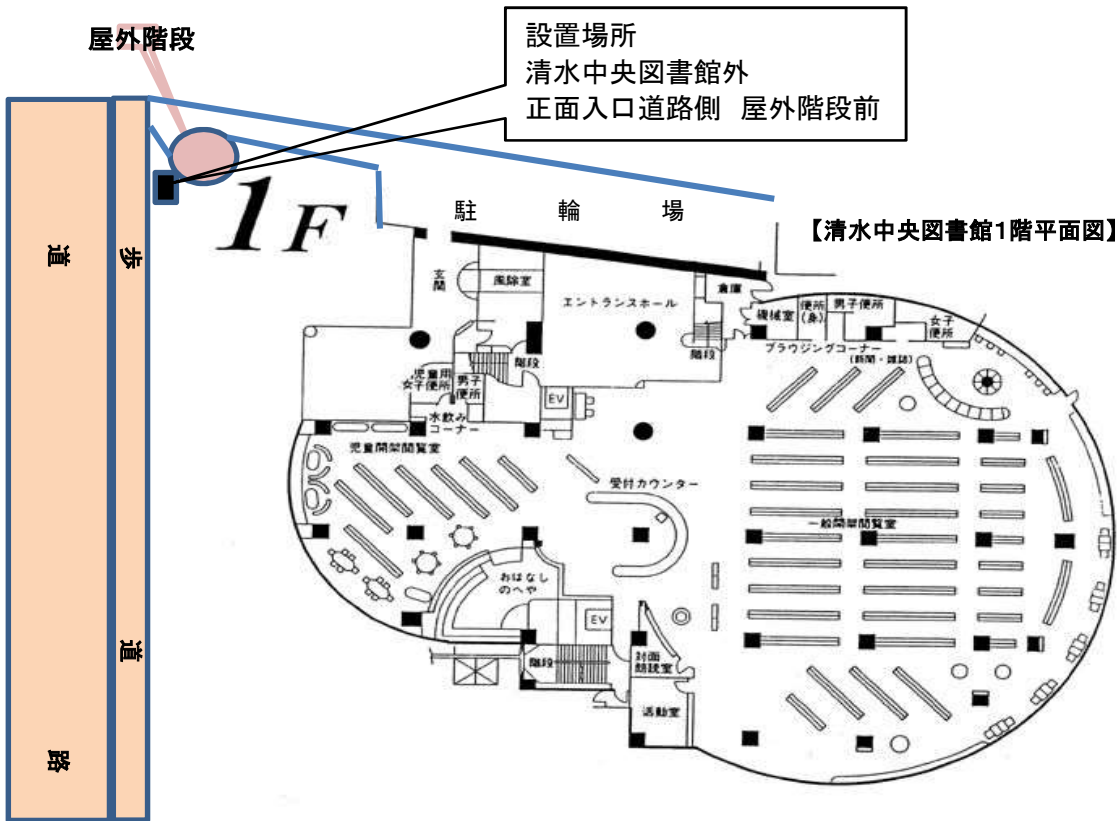 屋外階段
設置場所
清水中央図書館外
正面入口道路側 屋外階段前
1F
駐輪場
【清水中央図書館1階平面図】
道路
歩道
玄関
風除室
エントランスホール
倉庫
機械室
便所
(身)
男子便所
女子
便所
階段
階段
ブラウジングコーナー
(新聞・雑誌)
児童用
女子便所
男子
便所
EV
水飲み
コーナー
児童開架閲覧室
受付カウンター
一般開架閲覧室
おはなし
のへや
EV
階段
対面
朗読室
活動室